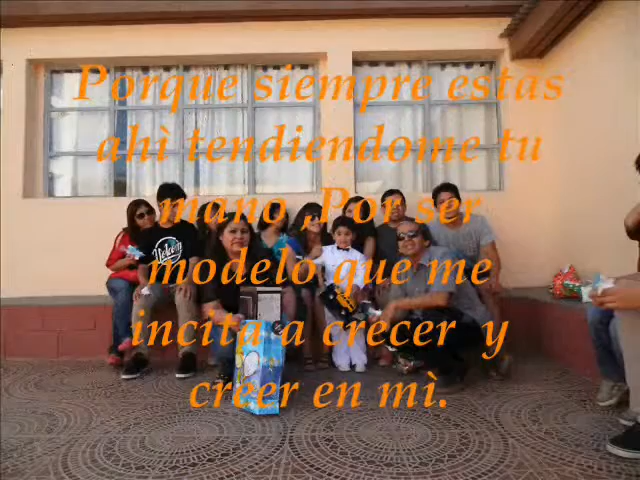 Porque siempre estas
ahì tendiendome tu
mano ,Por ser
modelo que me
incita a crecer y
creer en mì.